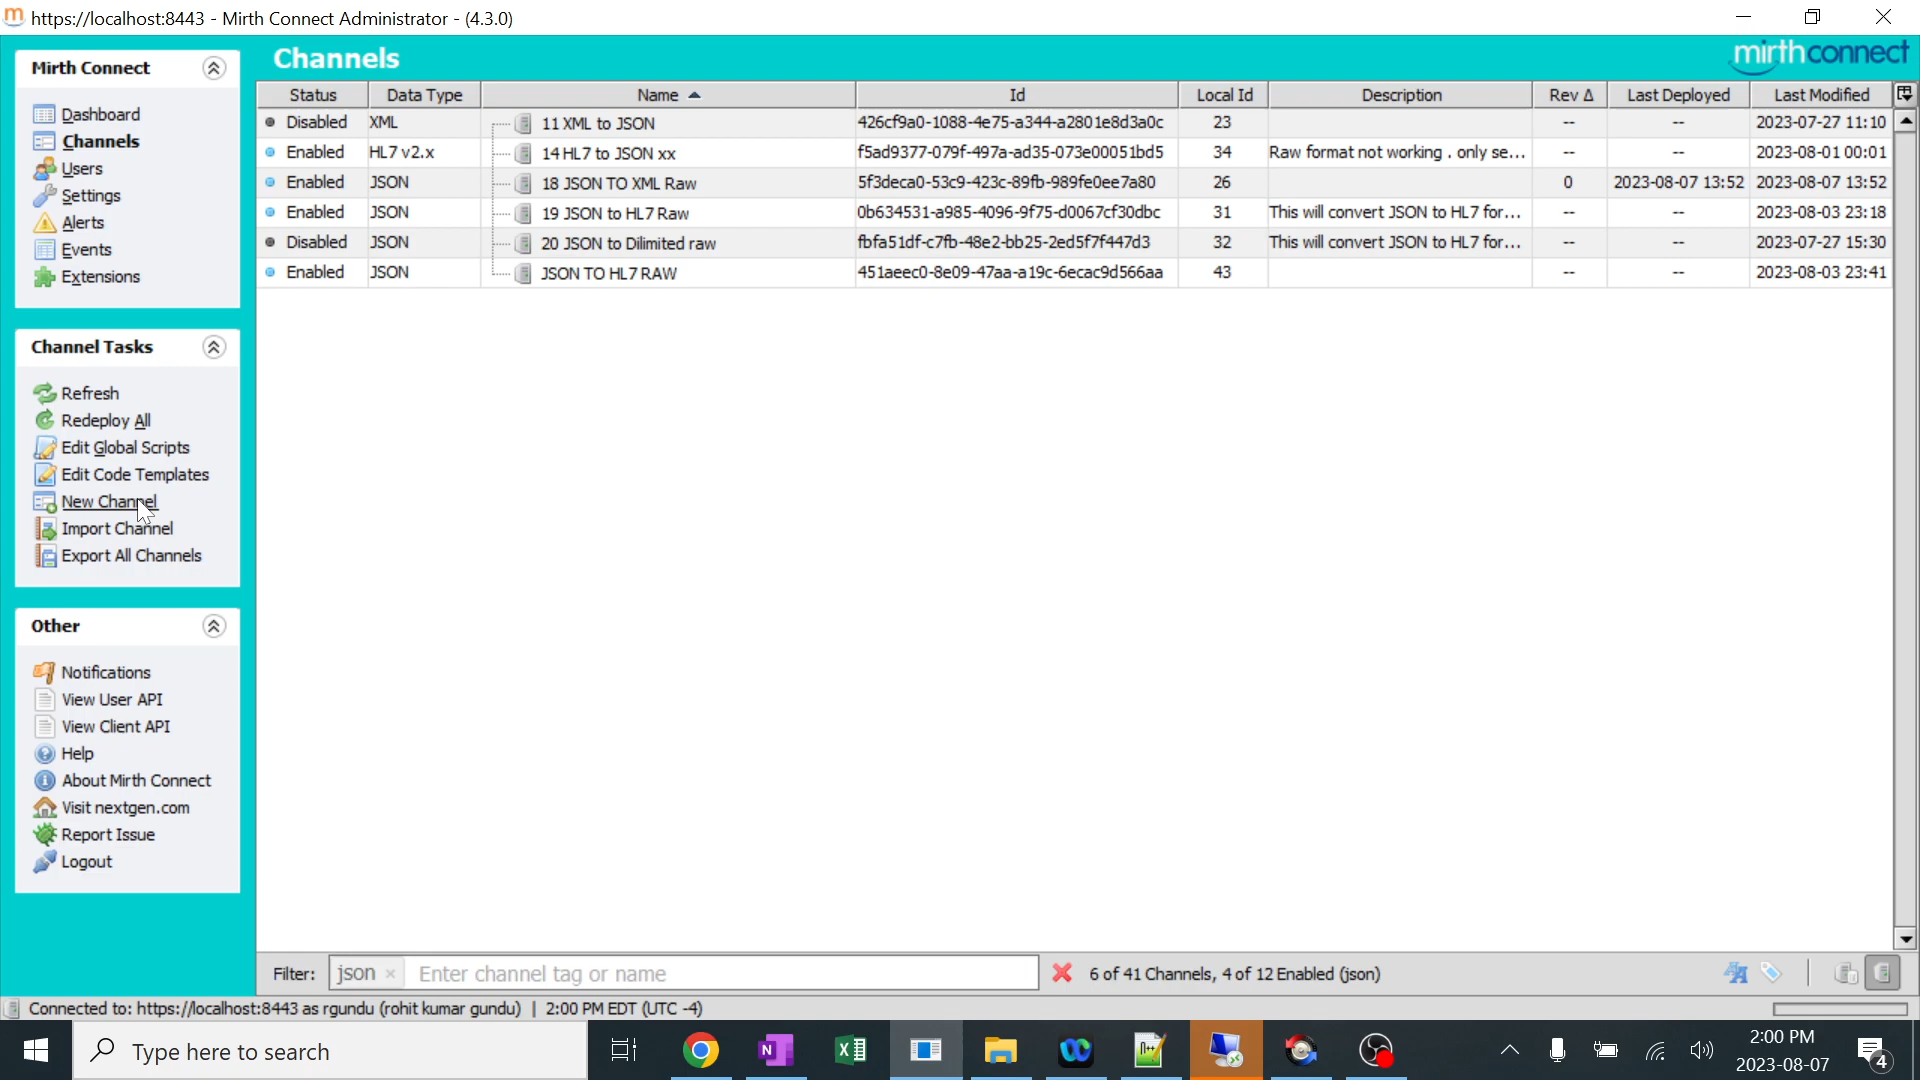 https://localhost:8443 - Mirth Connect Administrator - (4.3.0)
Mirth Connect
Dashboard
Channels
Users
Settings
Alerts
Events
Extensions
Channel Tasks
Refresh
Redeploy All
Edit Global Scripts
Edit Code Templates
New Channel
Import Channel
Export All Channels
Other
Notifications
View User API
View Client API
Help
About Mirth Connect
Visit nextgen.com
Report Issue
Logout
Channels
mirthconnect
Status Data Type Name Id Local Id Description Rev Δ Last Deployed Last Modified
Disabled XML 11 XML to JSON 426cf9a0-1088-4e75-a344-a2801e8d3a0c 23 -- -- 2023-07-27 11:10
Enabled HL7 v2.x 14 HL7 to JSON xx f5ad9377-079f-497a-ad35-073e00051bd5 34 Raw format not working . only se... -- -- 2023-08-01 00:01
Enabled JSON 18 JSON TO XML Raw 5f3deca0-53c9-423c-89fb-989fe0ee7a80 26 0 2023-08-07 13:52 2023-08-07 13:52
Enabled JSON 19 JSON to HL7 Raw 0b634531-a985-4096-9f75-d0067cf30dbc 31 This will convert JSON to HL7 for... -- -- 2023-08-03 23:18
Disabled JSON 20 JSON to Dilimited raw fbfa51df-c7fb-48e2-bb25-2ed5f7f447d3 32 This will convert JSON to HL7 for... -- -- 2023-07-27 15:30
Enabled JSON JSON TO HL7 RAW 451aeec0-8e09-47aa-a19c-6ecac9d566aa 43 -- -- 2023-08-03 23:41
Filter: json × Enter channel tag or name 6 of 41 Channels, 4 of 12 Enabled (json)
Connected to: https://localhost:8443 as rgundu (rohit kumar gundu) | 2:00 PM EDT (UTC -4)
Type here to search
2:00 PM
2023-08-07
4